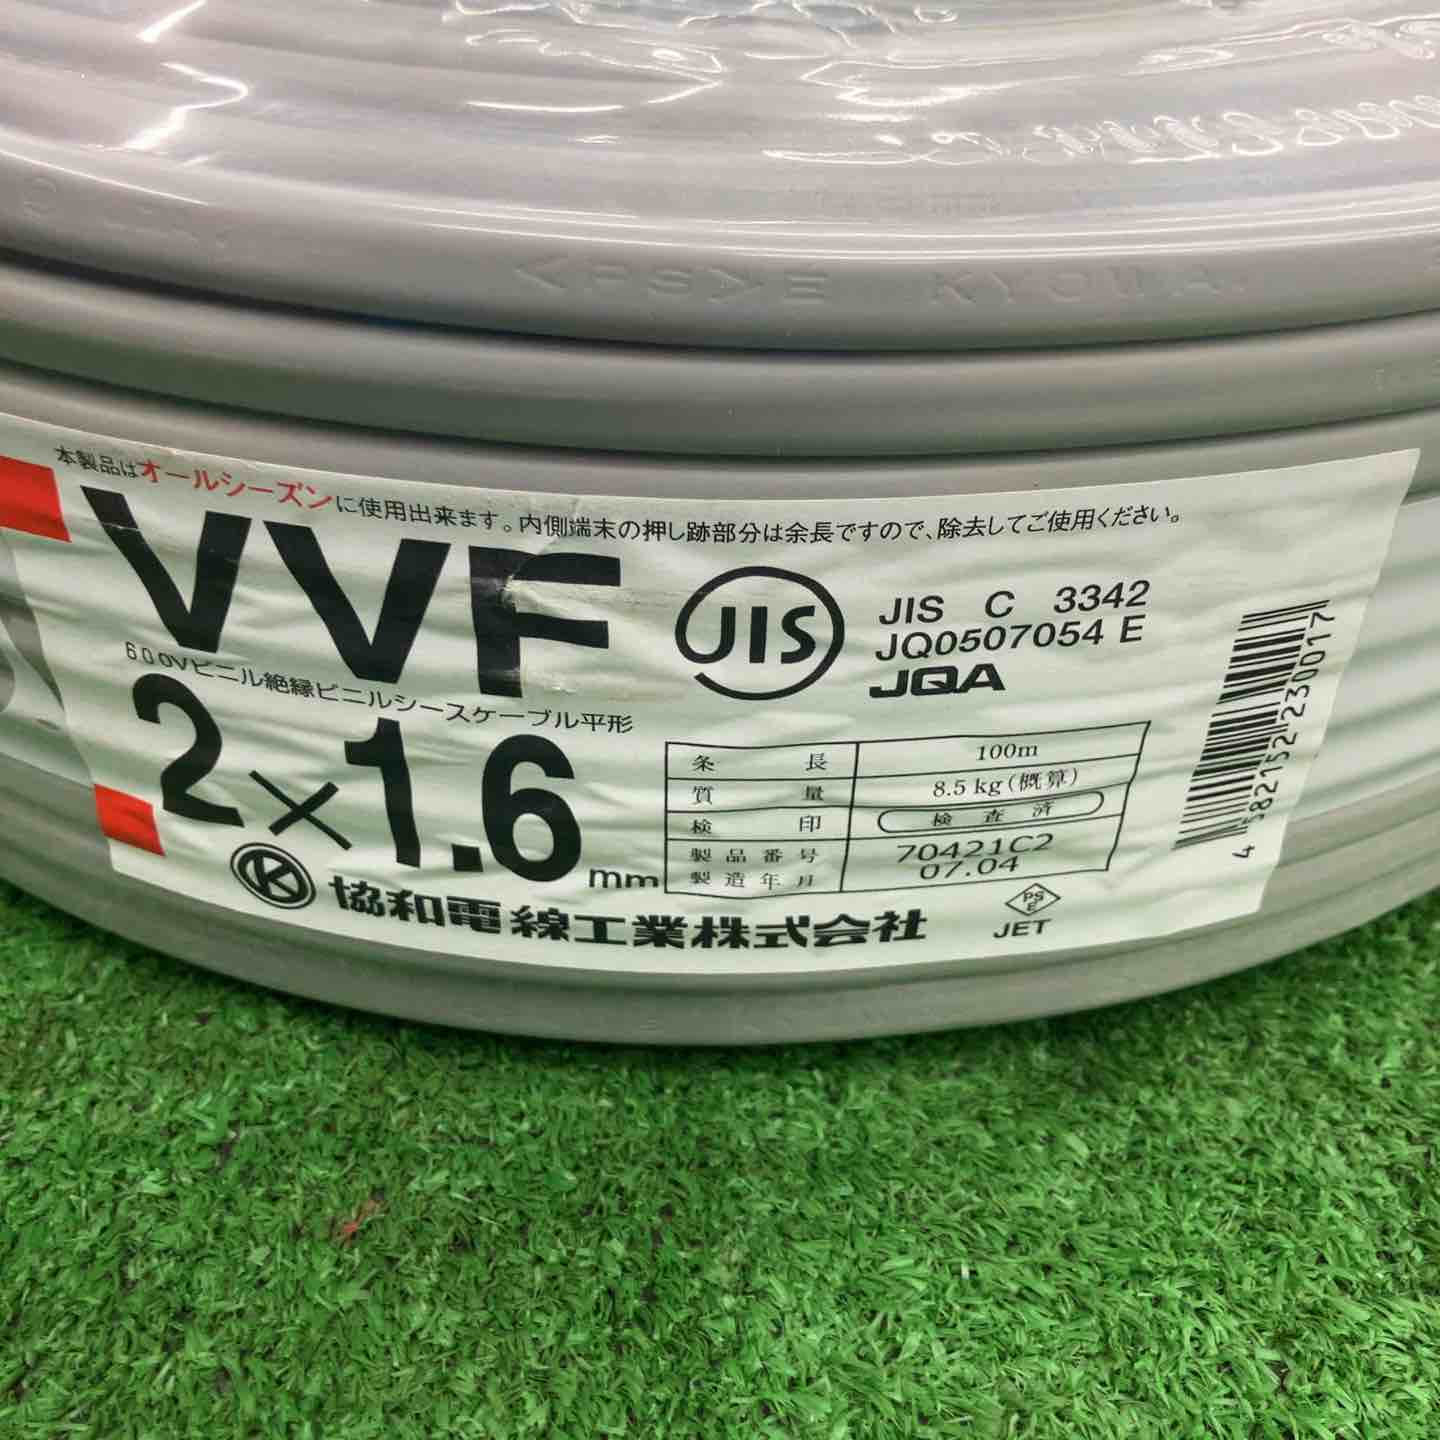 <PS>E KYOWA
本製品はオールシーズンに使用出来ます。内側端末の押し跡部分は余長ですので、除去してご使用ください。
VVF
600Vビニル絶縁ビニルシースケーブル平形
2×1.6mm
協和電線工業株式会社
JIS
JIS C 3342
JQ0507054 E
JQA
条長 100m
質量 8.5kg(概算)
検印 検査済
製品番号 70421C2
製造年月 07.04
PS
E
JET
4 582152 230017